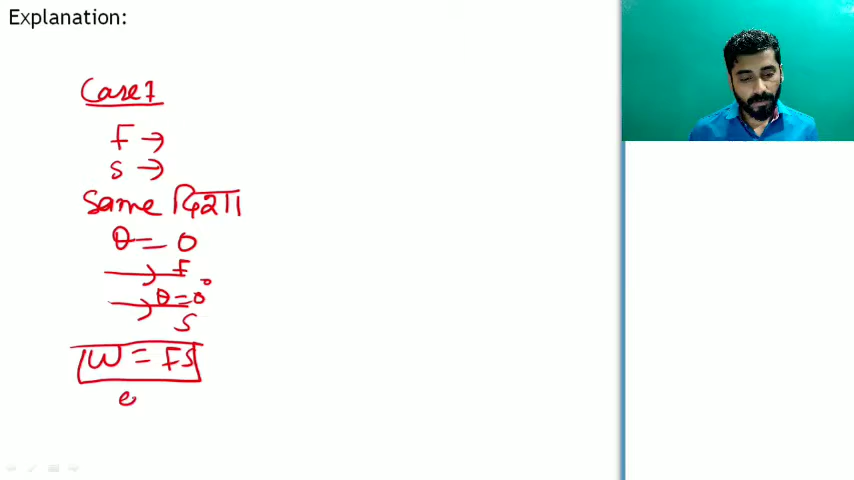 Explanation:
Case 1
F →
S →
Same दिशा
θ = 0
F
θ = 0°
S
W = FS
e